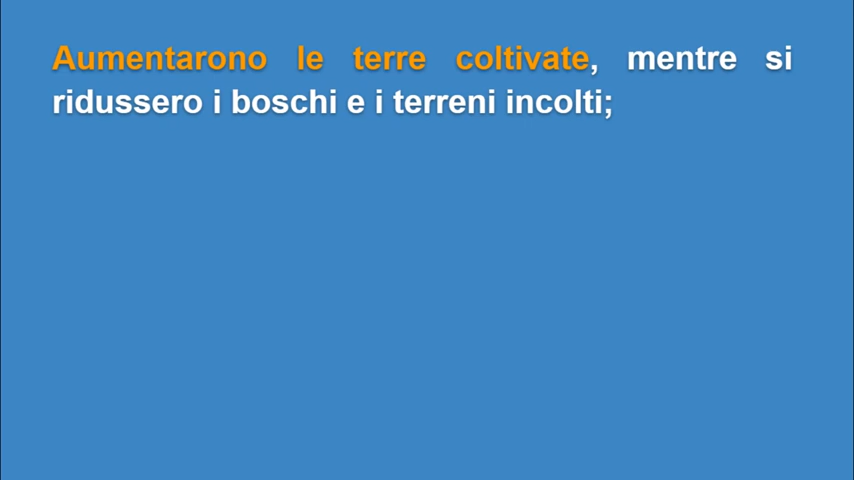 Aumentarono le terre coltivate, mentre si
ridussero i boschi e i terreni incolti;